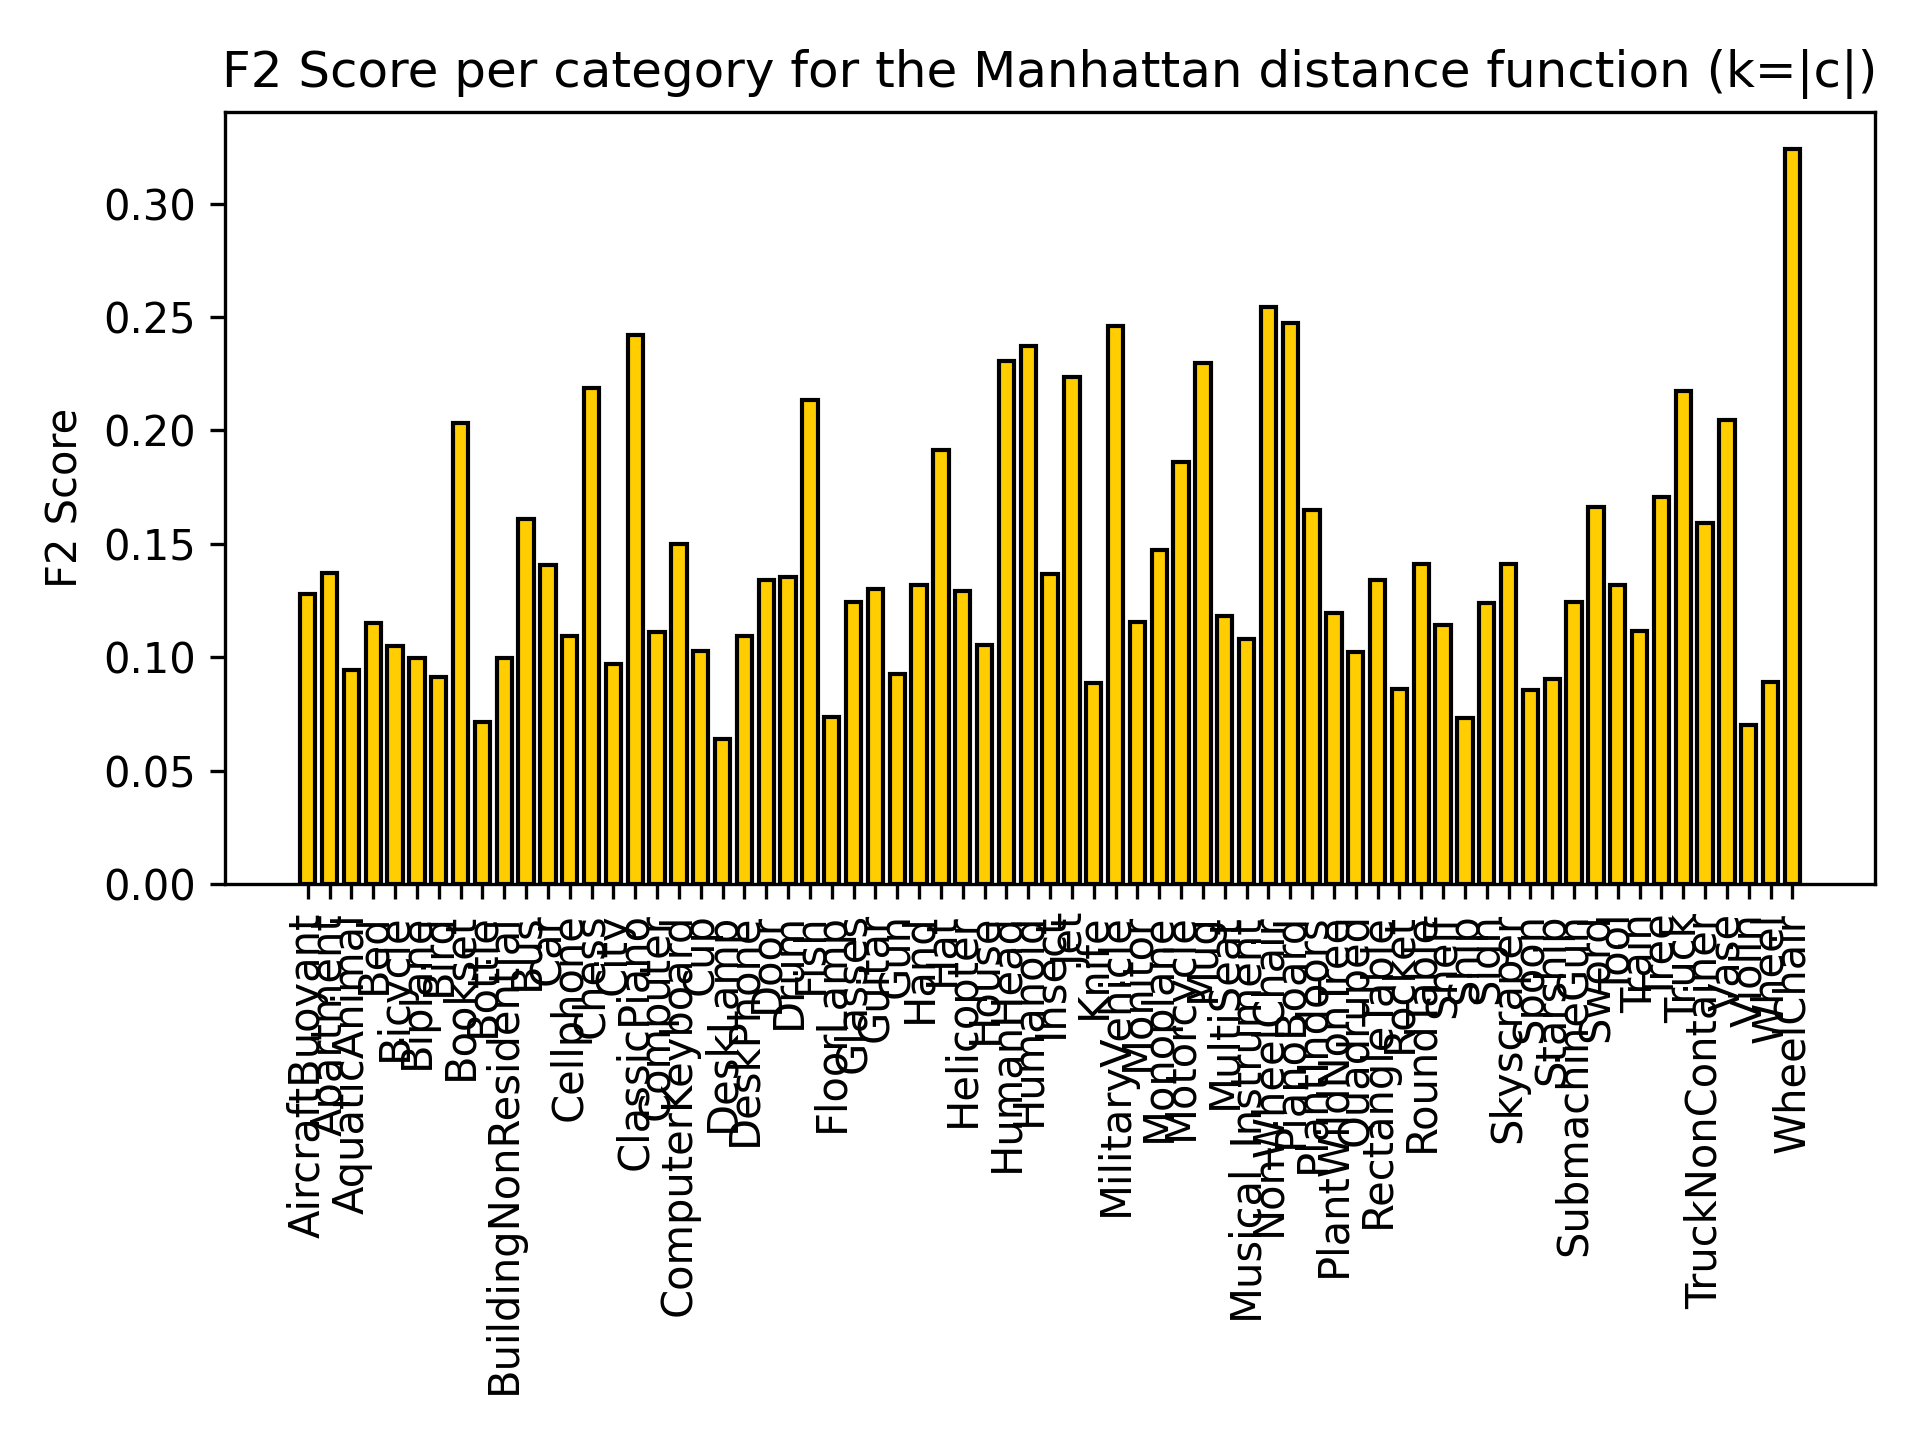 F2 Score per category for the Manhattan distance function (k=|c|)
F2 Score
0.30
0.25
0.20
0.15
0.10
0.05
0.00
AircraftBuoyant
Apartment
AquaticAnimal
Bed
Bicycle
Biplane
Bird
Bookset
Bottle
BuildingNonResidential
Bus
Car
Cellphone
Chess
City
ClassicPiano
Computer
ComputerKeyboard
Cup
DeskLamp
DeskPhone
Door
Drum
Fish
FloorLamp
Glasses
Guitar
Gun
Hand
Hat
Helicopter
House
HumanHead
Humanoid
Insect
Jet
Knife
MilitaryVehicle
Monitor
Monoplane
Motorcycle
Mug
MultiSeat
Musical_Instrument
NonWheelChair
PianoBoard
PlantIndoors
PlantWildNonTree
Quadruped
RectangleTable
Rocket
RoundTable
Shelf
Ship
Sign
Skyscraper
Spoon
Starship
SubmachineGun
Sword
Tool
Train
Tree
Truck
TruckNonContainer
Vase
Violin
Wheel
WheelChair